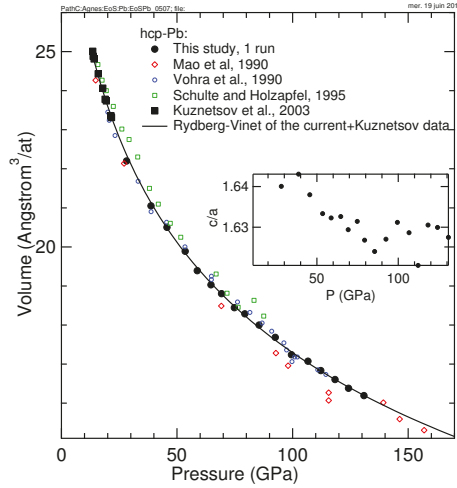 PathC:Agnes:EoS:Pb:EoSPb_0507; file:
mer. 19 juin 201
hcp-Pb:
This study, 1 run
Mao et al, 1990
Vohra et al., 1990
Schulte and Holzapfel, 1995
Kuznetsov et al., 2003
Rydberg-Vinet of the current+Kuznetsov data
25
20
Volume (Angstrom³/at)
1.64
1.63
c/a
50 100
P (GPa)
0 50 100 150
Pressure (GPa)